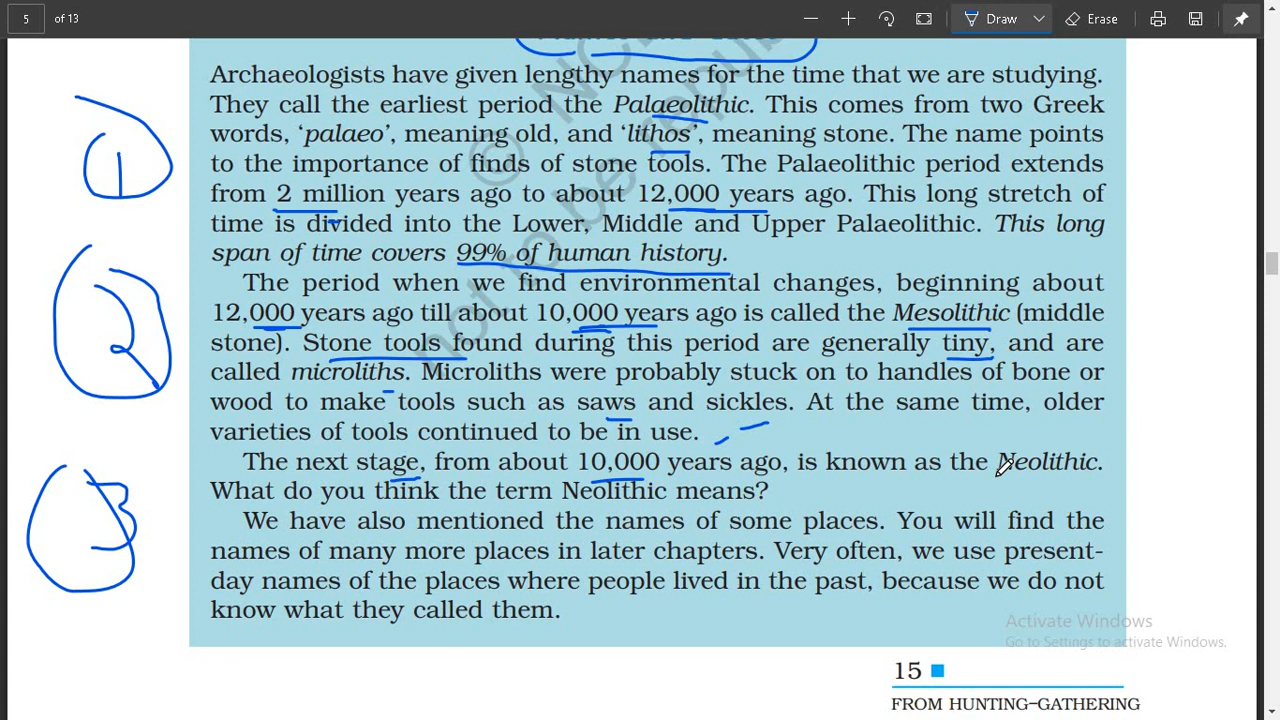 5 of 13
Draw
Erase
Names and Dates
Archaeologists have given lengthy names for the time that we are studying.
They call the earliest period the Palaeolithic. This comes from two Greek
words, ‘palaeo’, meaning old, and ‘lithos’, meaning stone. The name points
to the importance of finds of stone tools. The Palaeolithic period extends
from 2 million years ago to about 12,000 years ago. This long stretch of
time is divided into the Lower, Middle and Upper Palaeolithic. This long
span of time covers 99% of human history.
The period when we find environmental changes, beginning about
12,000 years ago till about 10,000 years ago is called the Mesolithic (middle
stone). Stone tools found during this period are generally tiny, and are
called microliths. Microliths were probably stuck on to handles of bone or
wood to make tools such as saws and sickles. At the same time, older
varieties of tools continued to be in use.
The next stage, from about 10,000 years ago, is known as the Neolithic.
What do you think the term Neolithic means?
We have also mentioned the names of some places. You will find the
names of many more places in later chapters. Very often, we use present-
day names of the places where people lived in the past, because we do not
know what they called them.
1
2
3
not to be republ
Activate Windows
Go to Settings to activate Windows.
15
FROM HUNTING–GATHERING